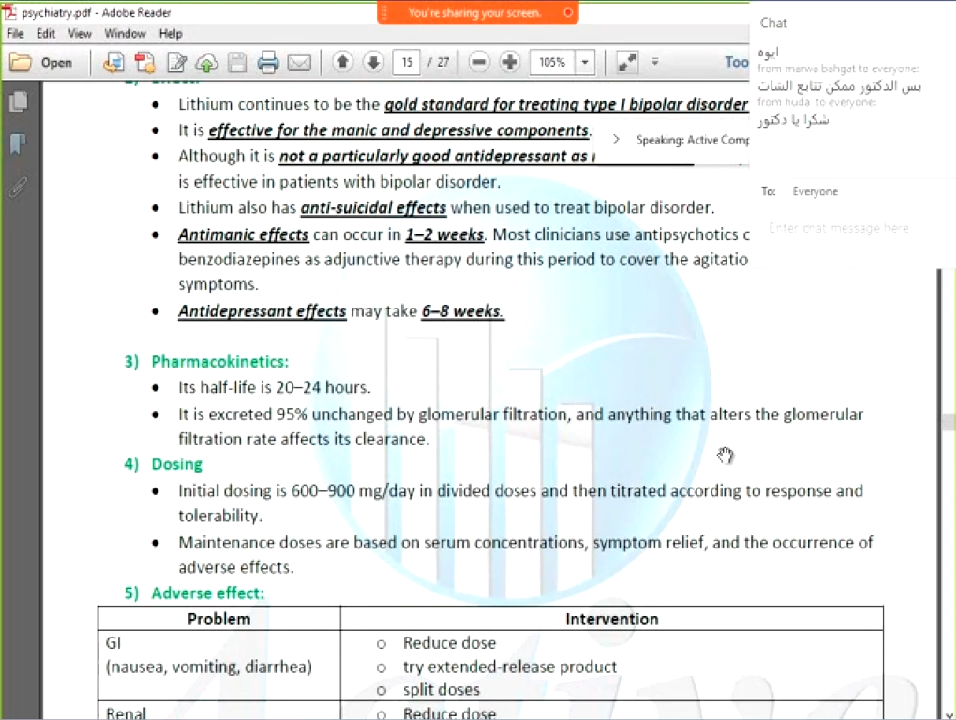 psychiatry.pdf - Adobe Reader
You're sharing your screen.
File Edit View Window Help
Open 15 / 27 105% Too
Chat
ايوه
from marwa bahgat to everyone:
بس الدكتور ممكن تتابع الشات
from huda to everyone:
شكرا يا دكتور
Speaking: Active Comp
To: Everyone
Enter chat message here
• Lithium continues to be the gold standard for treating type I bipolar disorder
• It is effective for the manic and depressive components.
• Although it is not a particularly good antidepressant as
is effective in patients with bipolar disorder.
• Lithium also has anti-suicidal effects when used to treat bipolar disorder.
• Antimanic effects can occur in 1–2 weeks. Most clinicians use antipsychotics
benzodiazepines as adjunctive therapy during this period to cover the agitatio
symptoms.
• Antidepressant effects may take 6–8 weeks.
3) Pharmacokinetics:
• Its half-life is 20–24 hours.
• It is excreted 95% unchanged by glomerular filtration, and anything that alters the glomerular
filtration rate affects its clearance.
4) Dosing
• Initial dosing is 600–900 mg/day in divided doses and then titrated according to response and
tolerability.
• Maintenance doses are based on serum concentrations, symptom relief, and the occurrence of
adverse effects.
5) Adverse effect:
Problem Intervention
GI
(nausea, vomiting, diarrhea)
o Reduce dose
o try extended-release product
o split doses
Renal o Reduce dose